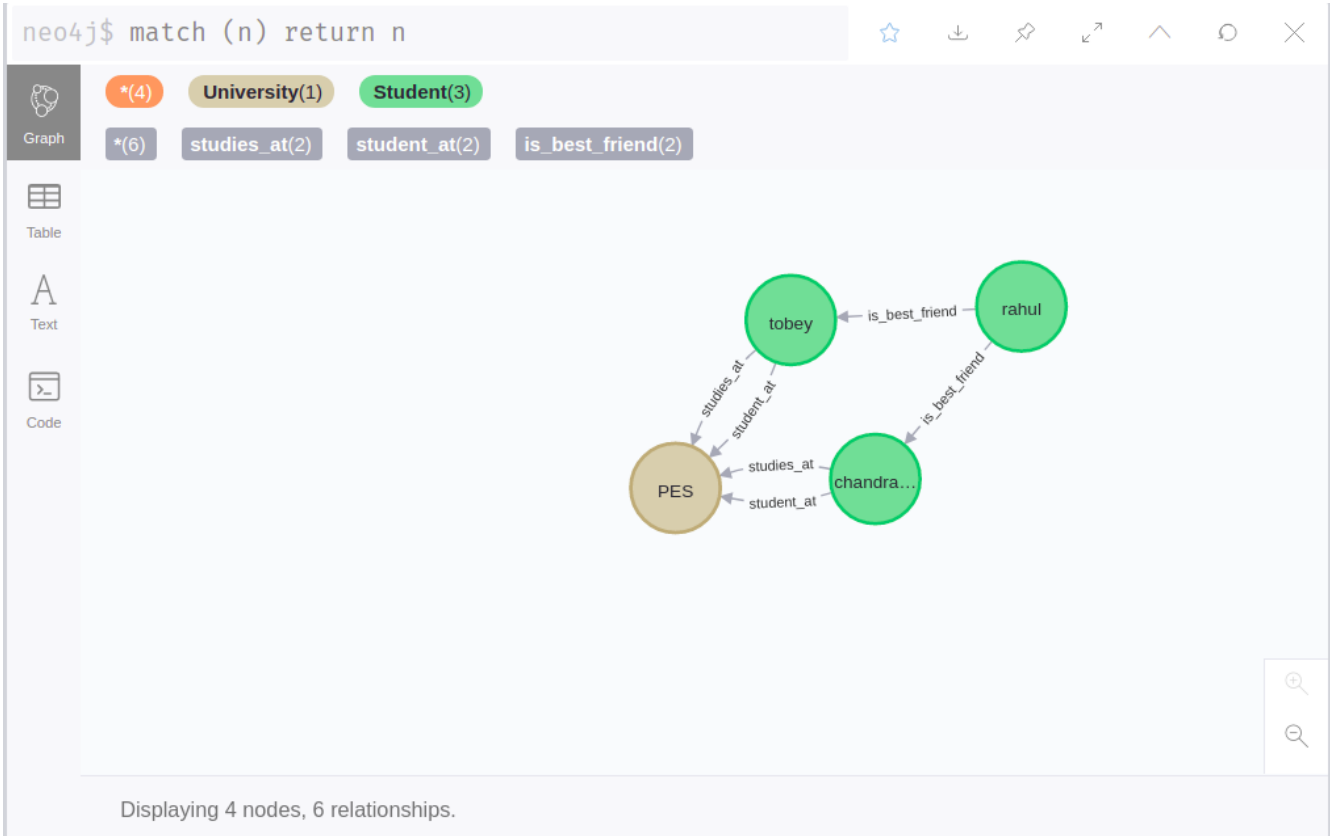 neo4j$ match (n) return n
*(4) University(1) Student(3)
*(6) studies_at(2) student_at(2) is_best_friend(2)
Graph
Table
Text
Code
tobey
is_best_friend
rahul
studies_at
student_at
is_best_friend
PES
studies_at
student_at
chandra...
Displaying 4 nodes, 6 relationships.